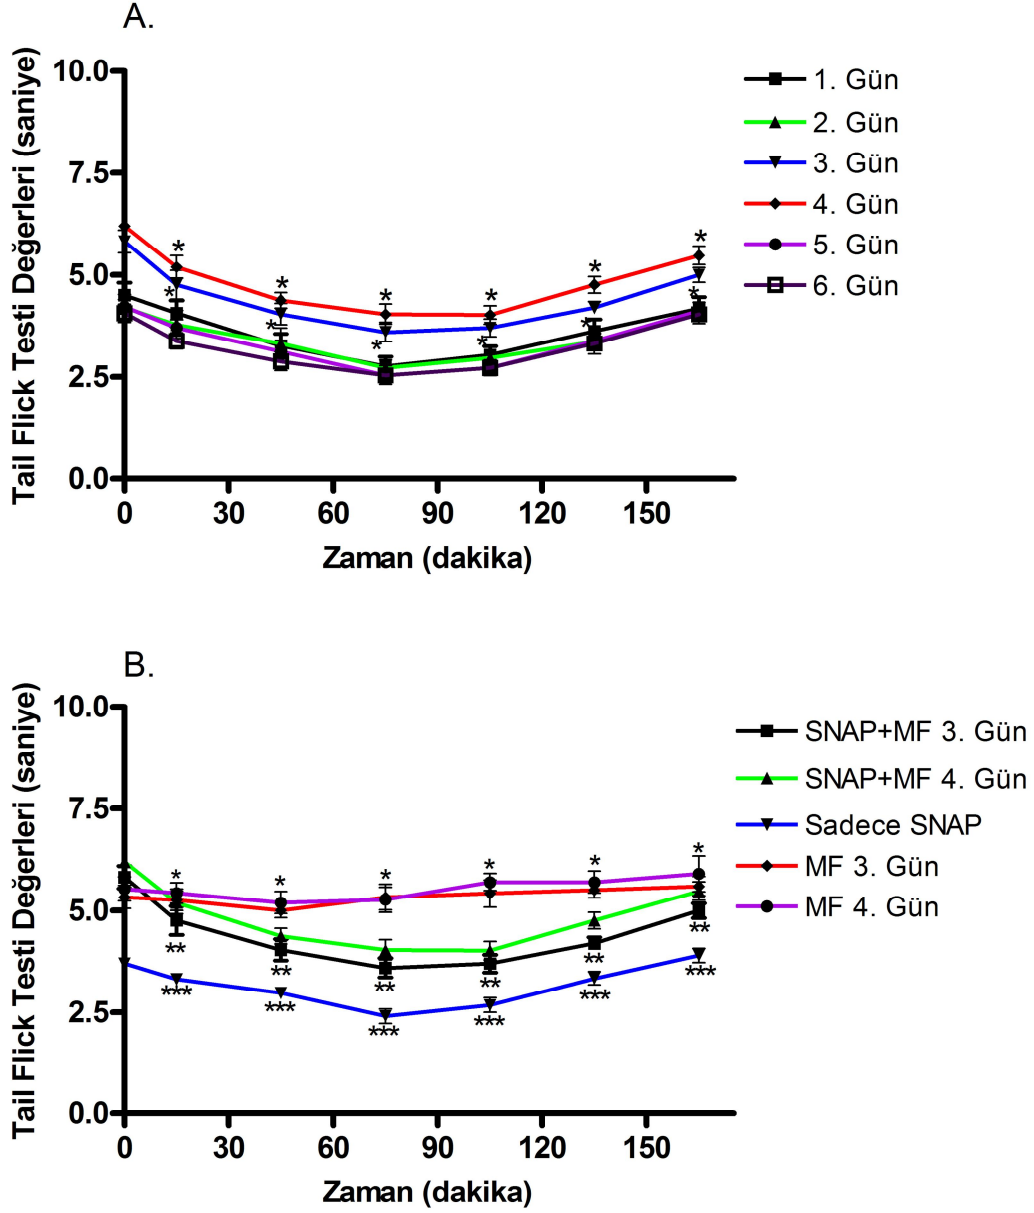 A.
Tail Flick Testi Değerleri (saniye)
10.0
7.5
5.0
2.5
0.0
0 30 60 90 120 150
Zaman (dakika)
1. Gün
2. Gün
3. Gün
4. Gün
5. Gün
6. Gün
* * * * * * *
* * * * * * *
B.
Tail Flick Testi Değerleri (saniye)
10.0
7.5
5.0
2.5
0.0
0 30 60 90 120 150
Zaman (dakika)
SNAP+MF 3. Gün
SNAP+MF 4. Gün
Sadece SNAP
MF 3. Gün
MF 4. Gün
* * * * * * *
** ** ** ** ** **
*** *** *** *** *** ***